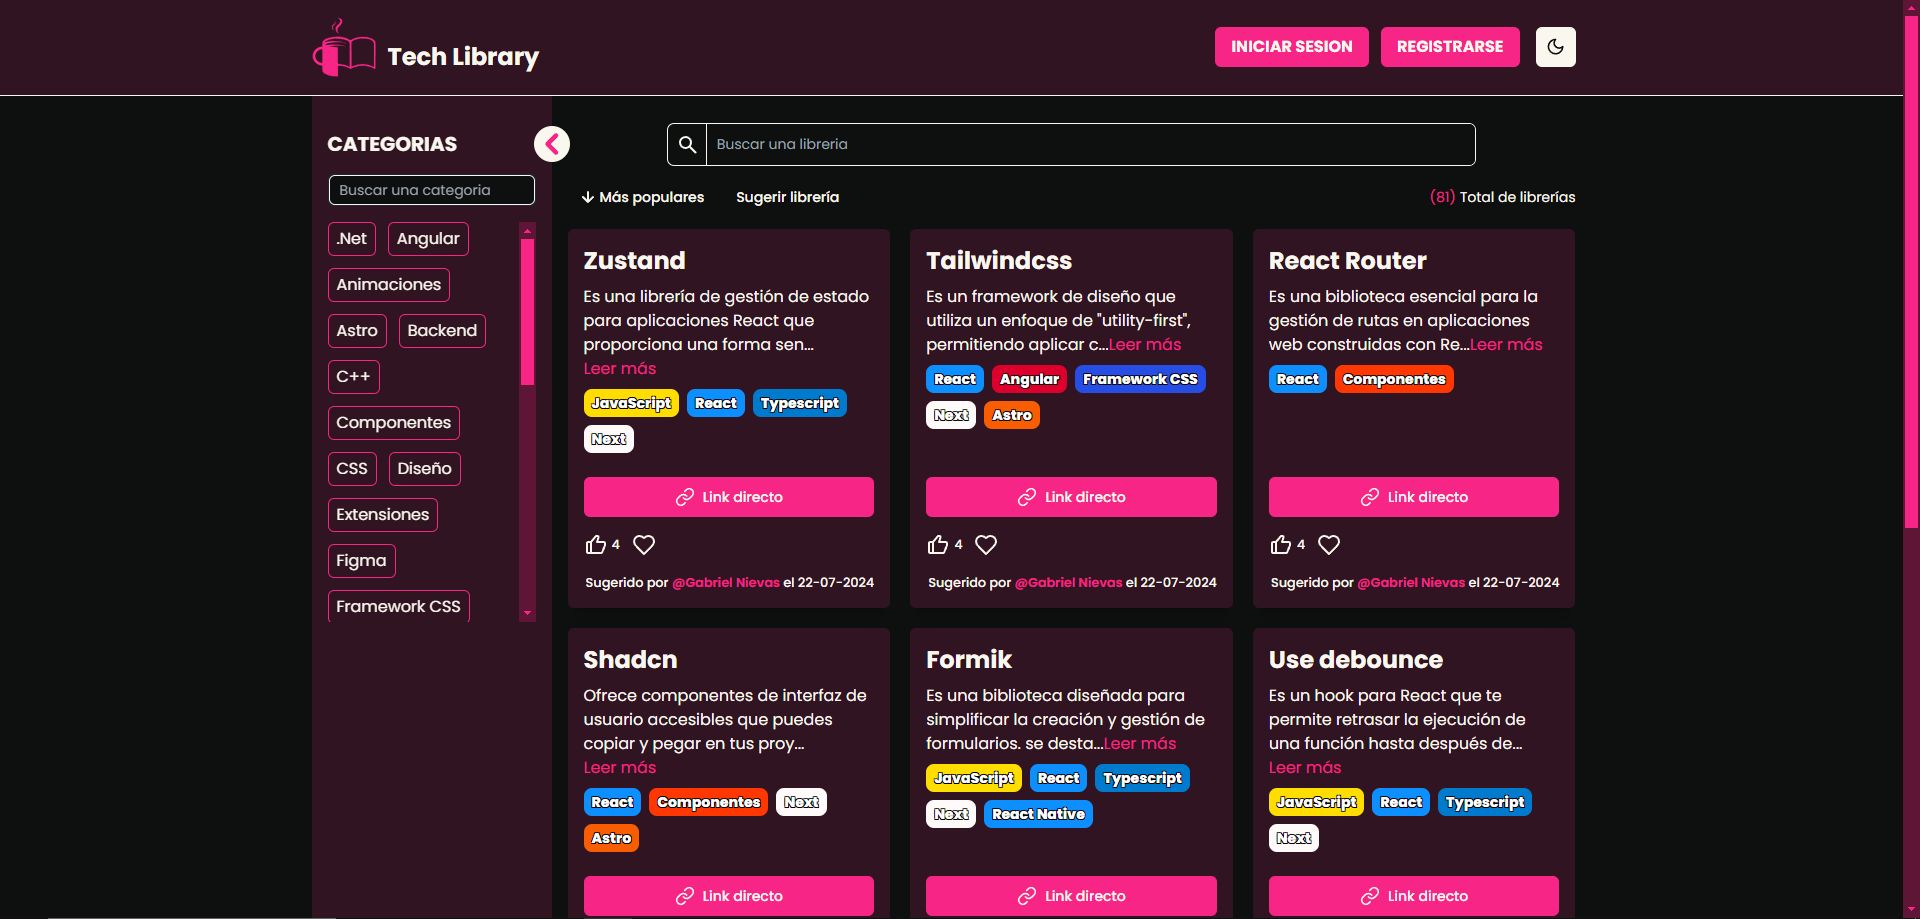 Tech Library
INICIAR SESION
REGISTRARSE
CATEGORIAS
Buscar una categoria
.Net
Angular
Animaciones
Astro
Backend
C++
Componentes
CSS
Diseño
Extensiones
Figma
Framework CSS
Buscar una libreria
Más populares
Sugerir librería
(81) Total de librerías
Zustand
Es una librería de gestión de estado
para aplicaciones React que
proporciona una forma sen...
Leer más
JavaScript
React
Typescript
Next
Link directo
4
Sugerido por @Gabriel Nievas el 22-07-2024
Tailwindcss
Es un framework de diseño que
utiliza un enfoque de "utility-first",
permitiendo aplicar c...Leer más
React
Angular
Framework CSS
Next
Astro
Link directo
4
Sugerido por @Gabriel Nievas el 22-07-2024
React Router
Es una biblioteca esencial para la
gestión de rutas en aplicaciones
web construidas con Re...Leer más
React
Componentes
Link directo
4
Sugerido por @Gabriel Nievas el 22-07-2024
Shadcn
Ofrece componentes de interfaz de
usuario accesibles que puedes
copiar y pegar en tus proy...
Leer más
React
Componentes
Next
Astro
Link directo
Formik
Es una biblioteca diseñada para
simplificar la creación y gestión de
formularios. se desta...Leer más
JavaScript
React
Typescript
Next
React Native
Link directo
Use debounce
Es un hook para React que te
permite retrasar la ejecución de
una función hasta después de...
Leer más
JavaScript
React
Typescript
Next
Link directo